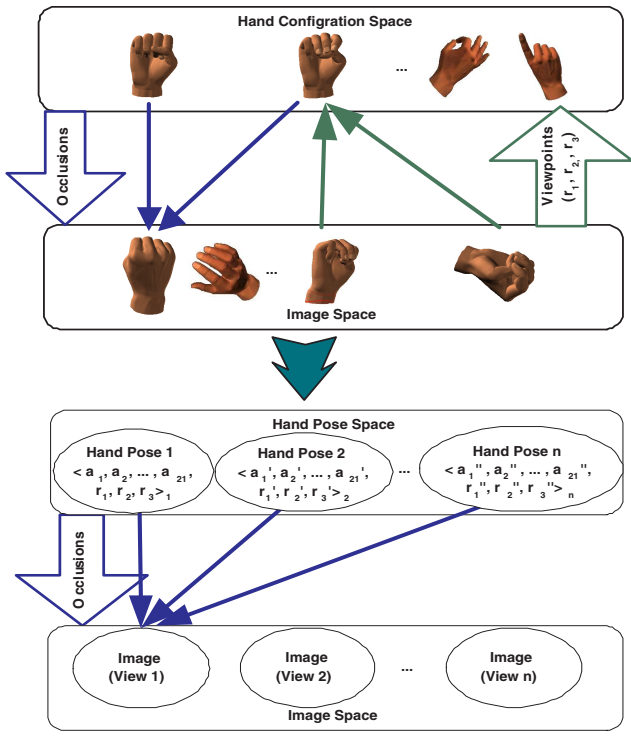 Hand Configration Space
...
Occlusions
Viewpoints
(r1, r2, r3)
...
Image Space
Hand Pose Space
Hand Pose 1
< a1, a2, ... , a21,
r1, r2, r3>1
Hand Pose 2
< a1', a2', ... , a21',
r1', r2', r3'>2
...
Hand Pose n
< a1'', a2'', ... , a21'',
r1'', r2'', r3''>n
Occlusions
Image
(View 1)
Image
(View 2)
...
Image
(View n)
Image Space